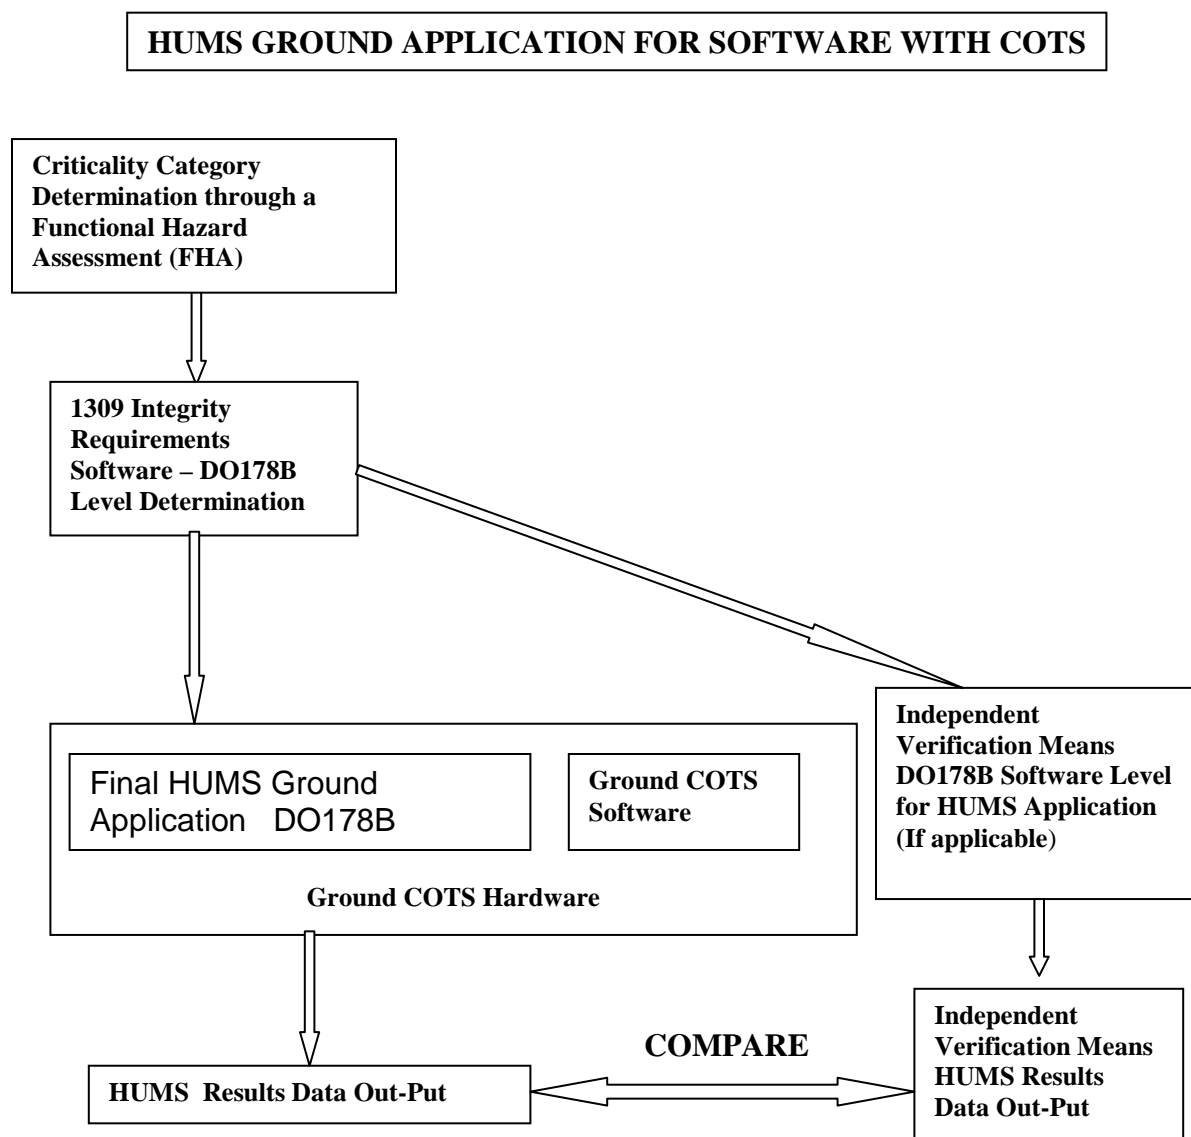 HUMS GROUND APPLICATION FOR SOFTWARE WITH COTS
Criticality Category
Determination through a
Functional Hazard
Assessment (FHA)
1309 Integrity
Requirements
Software – DO178B
Level Determination
Final HUMS Ground
Application DO178B
Ground COTS
Software
Ground COTS Hardware
Independent
Verification Means
DO178B Software Level
for HUMS Application
(If applicable)
COMPARE
HUMS Results Data Out-Put
Independent
Verification Means
HUMS Results
Data Out-Put